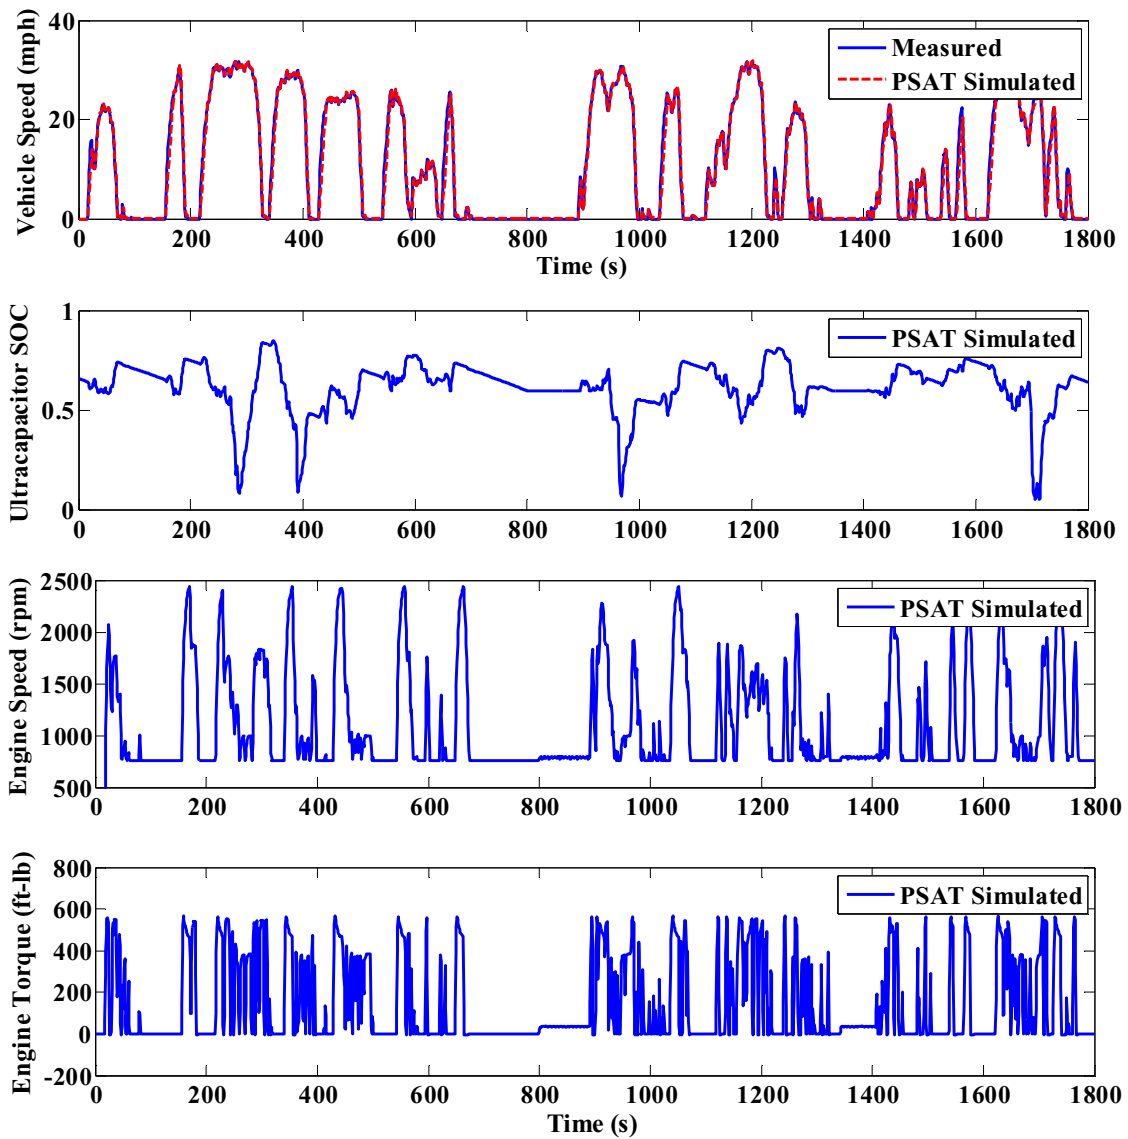 Vehicle Speed (mph)
40
20
0
Measured
PSAT Simulated
0 200 400 600 800 1000 1200 1400 1600 1800
Time (s)
Ultracapacitor SOC
1
0.5
0
PSAT Simulated
0 200 400 600 800 1000 1200 1400 1600 1800
Engine Speed (rpm)
2500
2000
1500
1000
500
PSAT Simulated
0 200 400 600 800 1000 1200 1400 1600 1800
Engine Torque (ft-lb)
800
600
400
200
0
-200
PSAT Simulated
0 200 400 600 800 1000 1200 1400 1600 1800
Time (s)